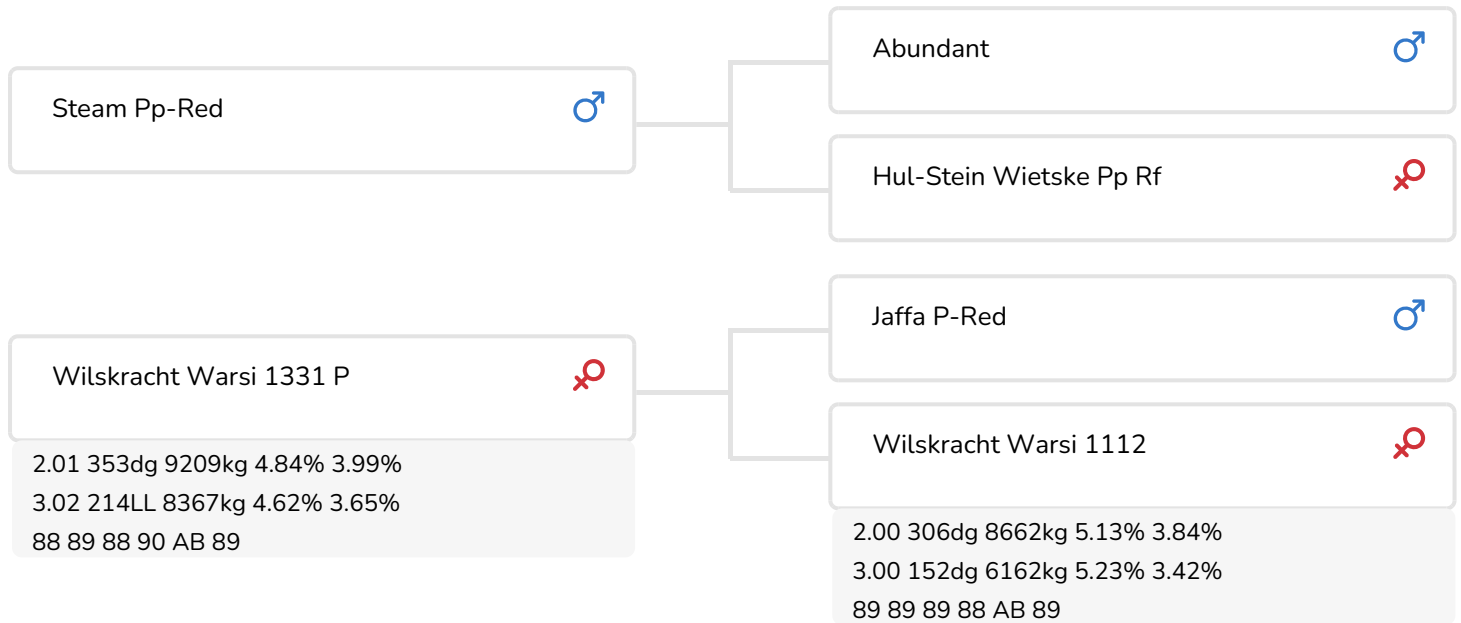 Steam Pp-Red
Abundant
Hul-Stein Wietske Pp Rf
Wilskracht Warsi 1331 P
2.01 353dg 9209kg 4.84% 3.99%
3.02 214LL 8367kg 4.62% 3.65%
88 89 88 90 AB 89
Jaffa P-Red
Wilskracht Warsi 1112
2.00 306dg 8662kg 5.13% 3.84%
3.00 152dg 6162kg 5.23% 3.42%
89 89 89 88 AB 89